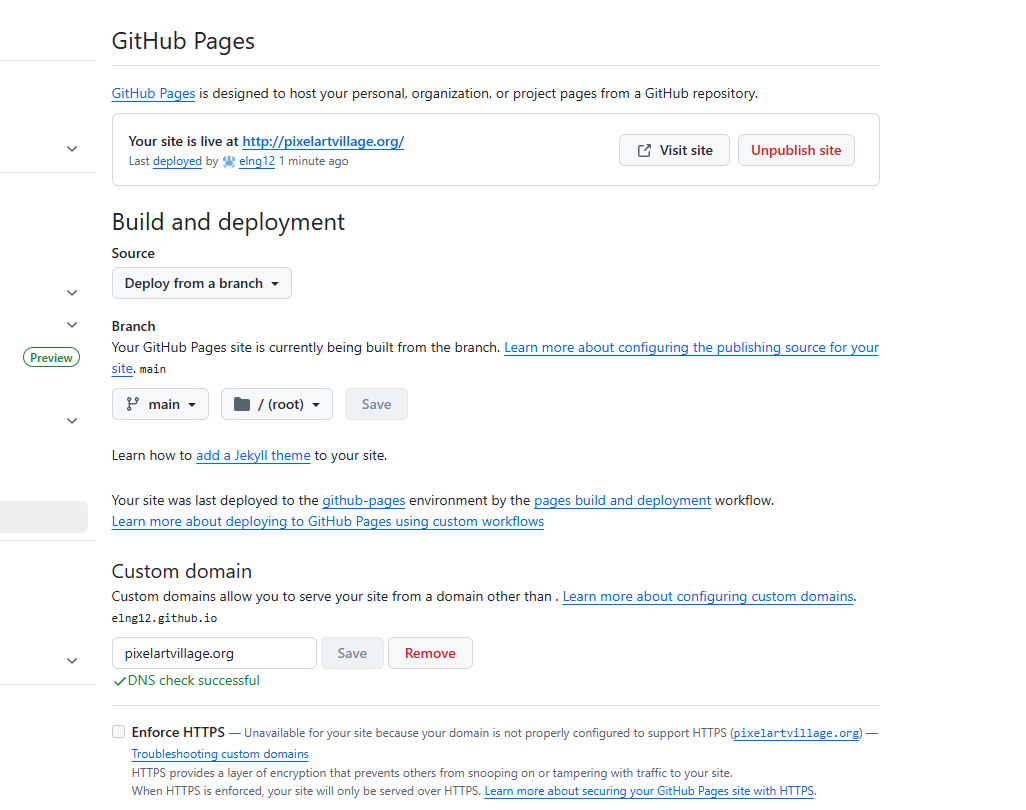 GitHub Pages
GitHub Pages is designed to host your personal, organization, or project pages from a GitHub repository.
Your site is live at http://pixelartvillage.org/
Last deployed by elng12 1 minute ago
Visit site
Unpublish site
Build and deployment
Source
Deploy from a branch
Branch
Preview
Your GitHub Pages site is currently being built from the branch. Learn more about configuring the publishing source for your
site. main
main
/ (root)
Save
Learn how to add a Jekyll theme to your site.
Your site was last deployed to the github-pages environment by the pages build and deployment workflow.
Learn more about deploying to GitHub Pages using custom workflows
Custom domain
Custom domains allow you to serve your site from a domain other than . Learn more about configuring custom domains.
elng12.github.io
pixelartvillage.org
Save
Remove
DNS check successful
Enforce HTTPS — Unavailable for your site because your domain is not properly configured to support HTTPS (pixelartvillage.org) —
Troubleshooting custom domains
HTTPS provides a layer of encryption that prevents others from snooping on or tampering with traffic to your site.
When HTTPS is enforced, your site will only be served over HTTPS. Learn more about securing your GitHub Pages site with HTTPS.